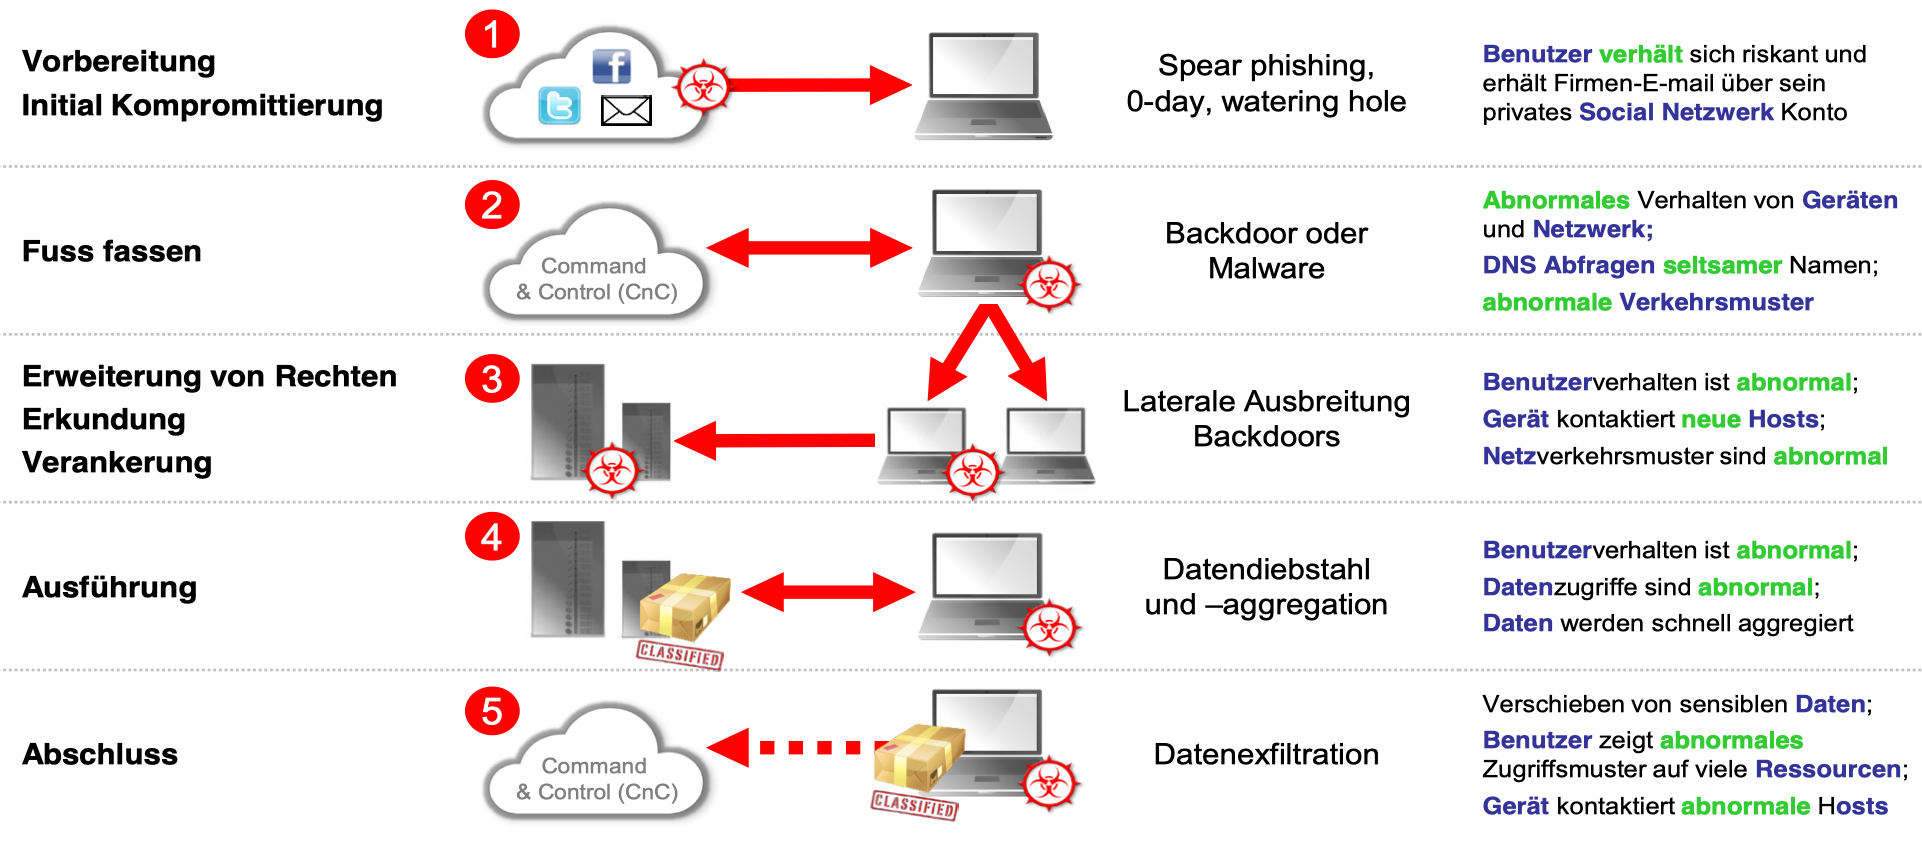 Vorbereitung
Initial Kompromittierung
1
f
t
Spear phishing,
0-day, watering hole
Benutzer verhält sich riskant und
erhält Firmen-E-mail über sein
privates Social Netzwerk Konto
Fuss fassen
2
Command
& Control (CnC)
Backdoor oder
Malware
Abnormales Verhalten von Geräten
und Netzwerk;
DNS Abfragen seltsamer Namen;
abnormale Verkehrsmuster
Erweiterung von Rechten
Erkundung
Verankerung
3
Laterale Ausbreitung
Backdoors
Benutzerverhalten ist abnormal;
Gerät kontaktiert neue Hosts;
Netzverkehrsmuster sind abnormal
Ausführung
4
CLASSIFIED
Datendiebstahl
und –aggregation
Benutzerverhalten ist abnormal;
Datenzugriffe sind abnormal;
Daten werden schnell aggregiert
Abschluss
5
Command
& Control (CnC)
CLASSIFIED
Datenexfiltration
Verschieben von sensiblen Daten;
Benutzer zeigt abnormales
Zugriffsmuster auf viele Ressourcen;
Gerät kontaktiert abnormale Hosts